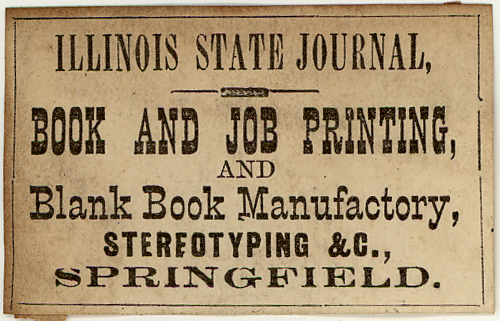 ILLINOIS STATE JOURNAL,
BOOK AND JOB PRINTING,
AND
Blank Book Manufactory,
STEREOTYPING &C.,
SPRINGFIELD.